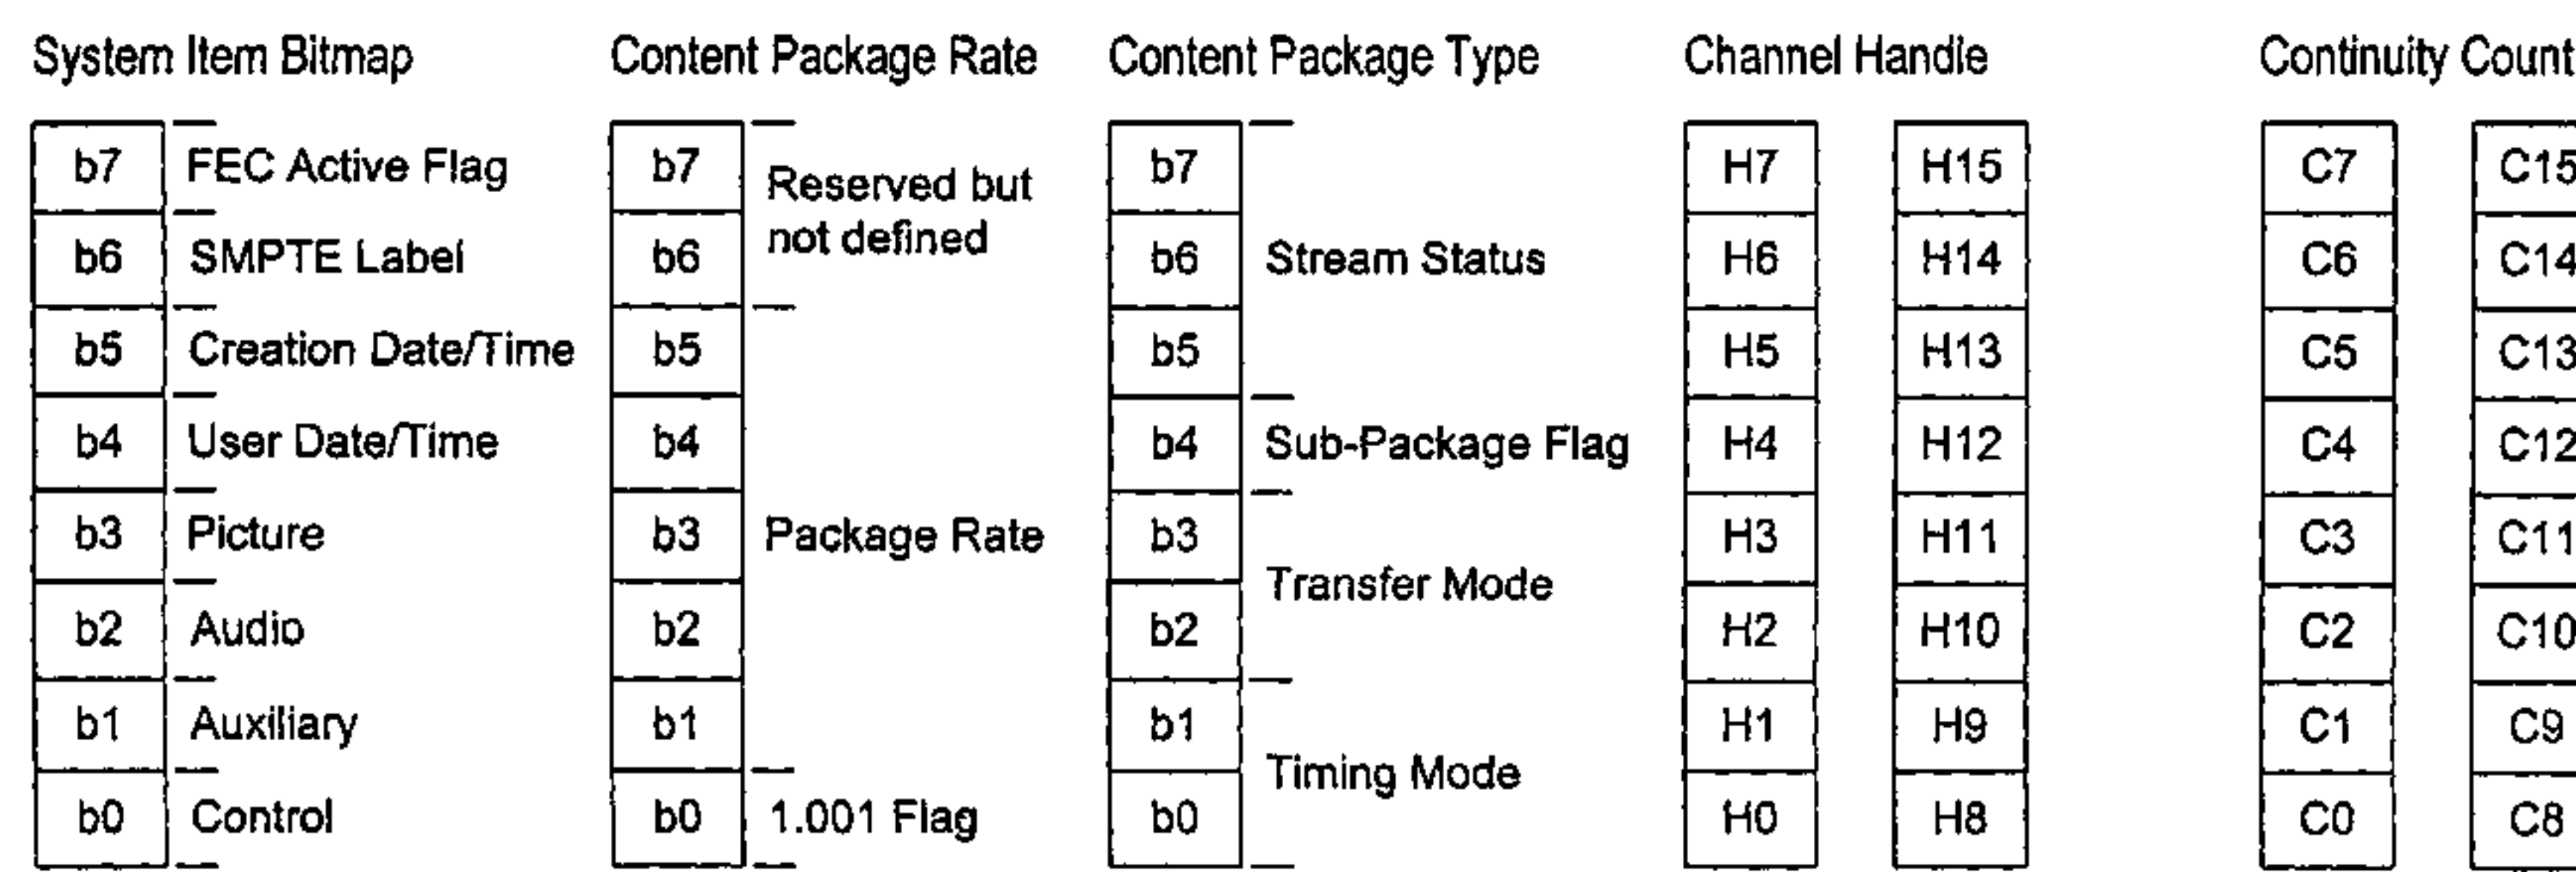 System Item Bitmap
b7 FEC Active Flag
b6 SMPTE Label
b5 Creation Date/Time
b4 User Date/Time
b3 Picture
b2 Audio
b1 Auxiliary
b0 Control
Content Package Rate
b7
Reserved but
b6
not defined
b5
b4
b3 Package Rate
b2
b1
b0 1.001 Flag
Content Package Type
b7
b6 Stream Status
b5
b4 Sub-Package Flag
b3
Transfer Mode
b2
b1
Timing Mode
b0
Channel Handle
H7 H15
H6 H14
H5 H13
H4 H12
H3 H11
H2 H10
H1 H9
H0 H8
Continuity Count
C7 C15
C6 C14
C5 C13
C4 C12
C3 C11
C2 C10
C1 C9
C0 C8